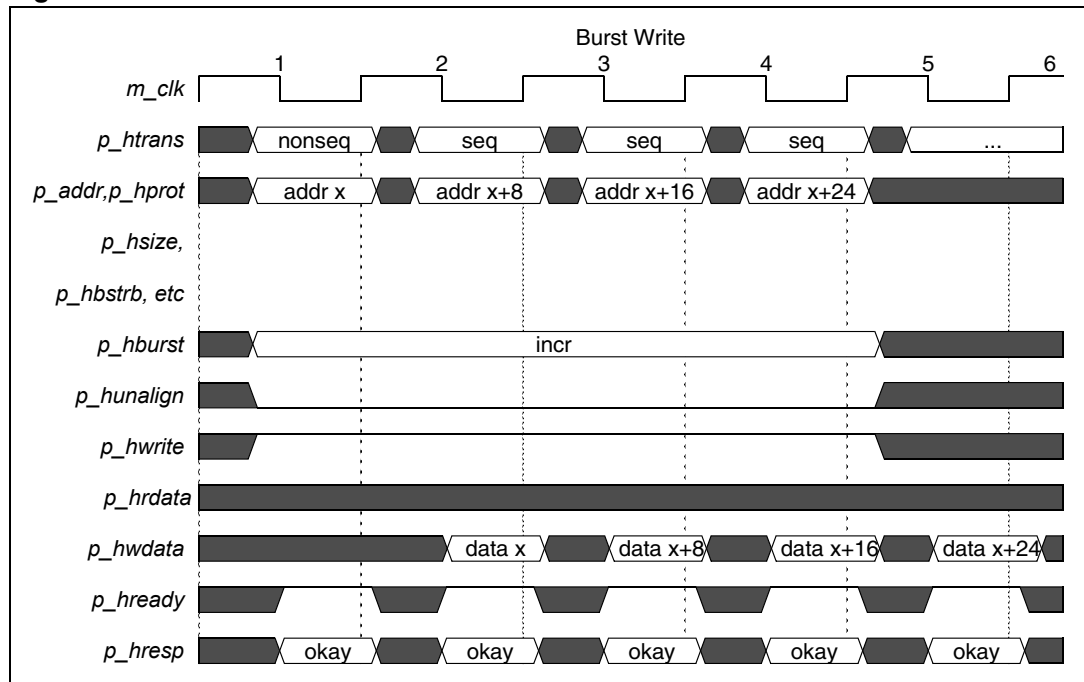 Burst Write
1 2 3 4 5 6
m_clk
p_htrans nonseq seq seq seq ...
p_addr,p_hprot addr x addr x+8 addr x+16 addr x+24
p_hsize,
p_hbstrb, etc
p_hburst incr
p_hunalign
p_hwrite
p_hrdata
p_hwdata data x data x+8 data x+16 data x+24
p_hready
p_hresp okay okay okay okay okay